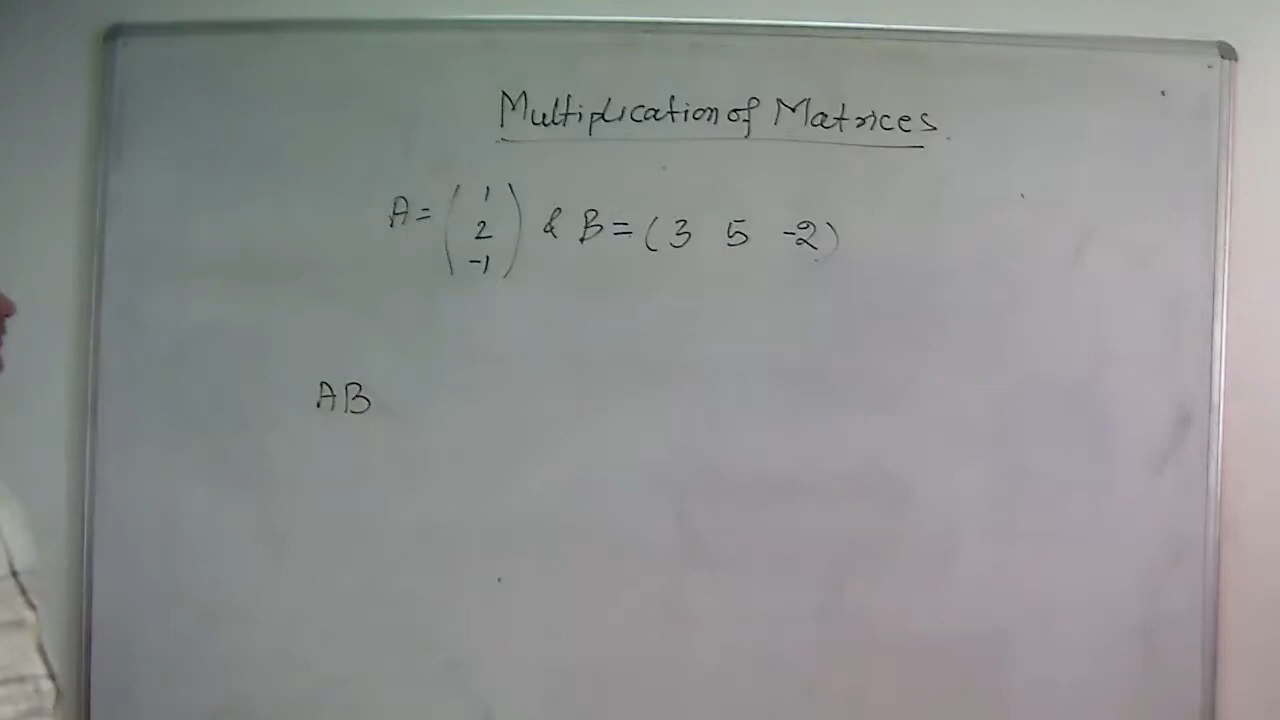 Multiplication of Matrices
A = ( 1 2 -1 ) & B = ( 3 5 -2 )
AB